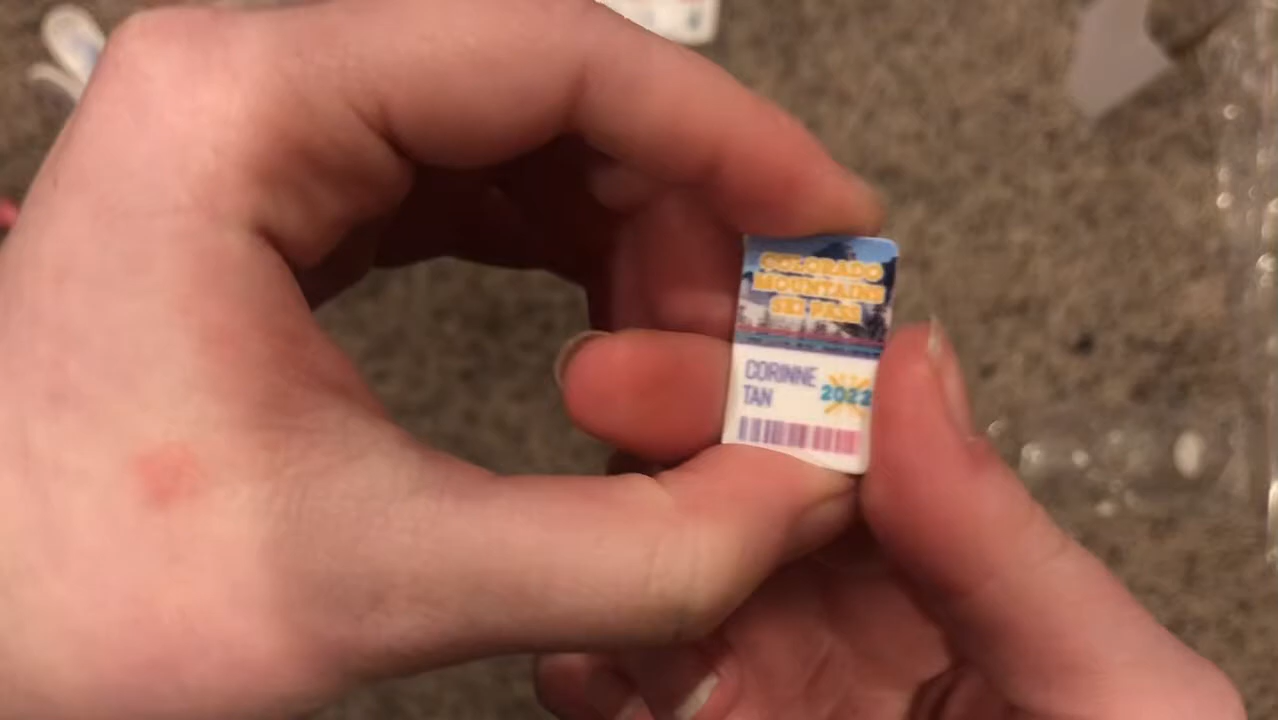 COLORADO
MOUNTAINS
SKI PASS
CORINNE
TAN
2022